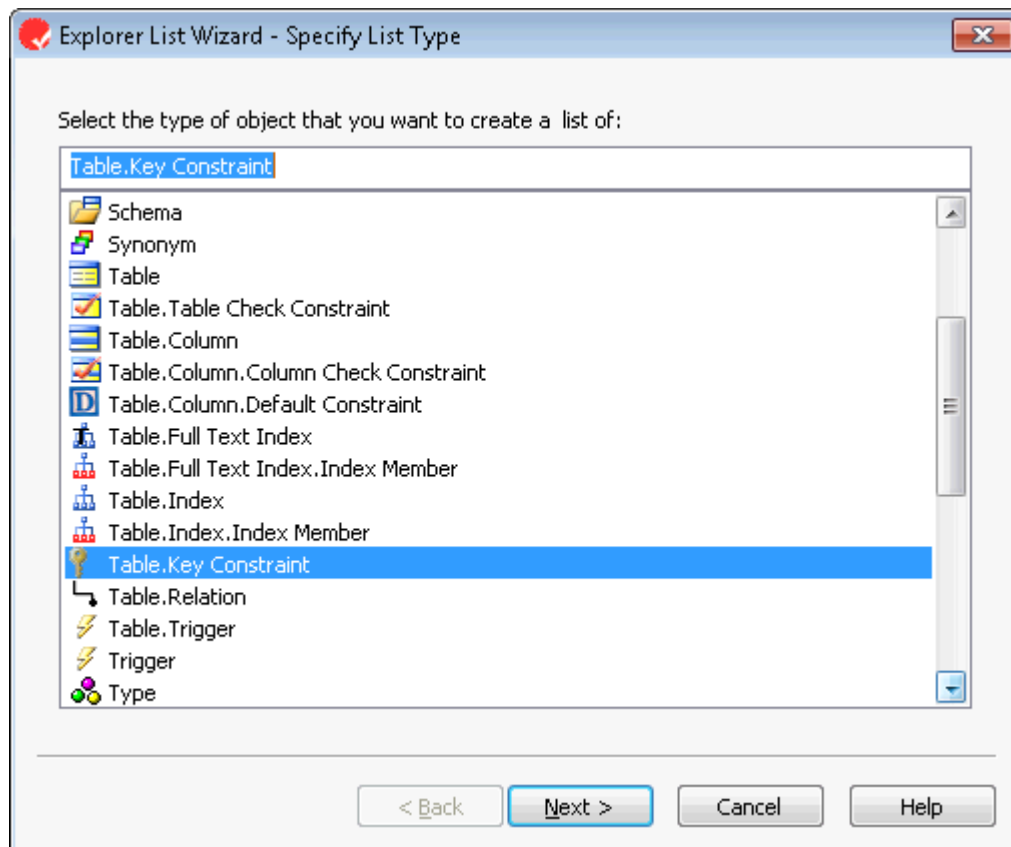 Explorer List Wizard - Specify List Type
Select the type of object that you want to create a list of:
Table.Key Constraint
Schema
Synonym
Table
Table.Table Check Constraint
Table.Column
Table.Column.Column Check Constraint
D Table.Column.Default Constraint
Table.Full Text Index
Table.Full Text Index.Index Member
Table.Index
Table.Index.Index Member
Table.Key Constraint
Table.Relation
Table.Trigger
Trigger
Type
< Back Next > Cancel Help